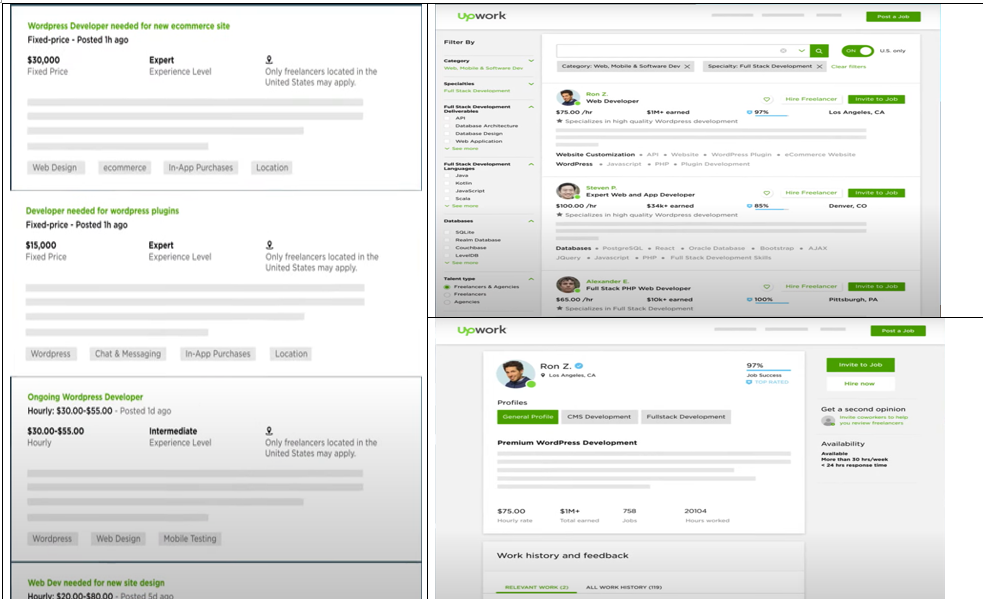 Wordpress Developer needed for new ecommerce site
Fixed-price - Posted 1h ago
$30,000
Fixed Price
Expert
Experience Level
Only freelancers located in the
United States may apply.
Web Design
ecommerce
In-App Purchases
Location
Developer needed for wordpress plugins
Fixed-price - Posted 1h ago
$15,000
Fixed Price
Expert
Experience Level
Only freelancers located in the
United States may apply.
Wordpress
Chat & Messaging
In-App Purchases
Location
Ongoing Wordpress Developer
Hourly: $30.00-$55.00 - Posted 1d ago
$30.00-$55.00
Hourly
Intermediate
Experience Level
Only freelancers located in the
United States may apply.
Wordpress
Web Design
Mobile Testing
Web Dev needed for new site design
Hourly: $20.00-$80.00 - Posted 5d ago
Upwork
Post a Job
Filter By
Category
Web, Mobile & Software Dev
Specialties
Full Stack Development
Full Stack Development
Deliverables
API
Database Architecture
Database Design
Web Application
See more
Full Stack Development
Languages
Java
Kotlin
JavaScript
Scala
See more
Databases
SQLite
Realm Database
Couchbase
LevelDB
See more
Talent type
Freelancers & Agencies
Freelancers
Agencies
ON
U.S. only
Category: Web, Mobile & Software Dev
Specialty: Full Stack Development
Clear filters
Ron Z.
Web Developer
Hire Freelancer
Invite to Job
$75.00 /hr
$1M+ earned
97%
Los Angeles, CA
Specializes in high quality Wordpress development
Website Customization • API • Website • WordPress Plugin • eCommerce Website
WordPress • Javascript • PHP • Plugin Development
Steven P.
Expert Web and App Developer
Hire Freelancer
Invite to Job
$100.00 /hr
$34k+ earned
85%
Denver, CO
Specializes in high quality Wordpress development
Databases • PostgreSQL • React • Oracle Database • Bootstrap • AJAX
JQuery • Javascript • PHP • Full Stack Development Skills
Alexander E.
Full Stack PHP Web Developer
Hire Freelancer
Invite to Job
$65.00 /hr
$10k+ earned
100%
Pittsburgh, PA
Specializes in Full Stack Development
Upwork
Post a Job
Ron Z.
Los Angeles, CA
97%
Job Success
TOP RATED
Profiles
General Profile
CMS Development
Fullstack Development
Premium WordPress Development
$75.00
Hourly rate
$1M+
Total earned
758
Jobs
20104
Hours worked
Invite to Job
Hire now
Get a second opinion
Invite coworkers to help
you review freelancers
Availability
Available
More than 30 hrs/week
< 24 hrs response time
Work history and feedback
RELEVANT WORK (2)
ALL WORK HISTORY (119)